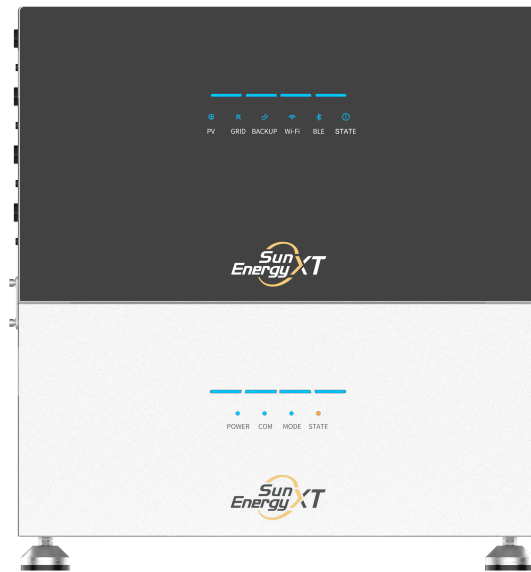 PV GRID BACKUP Wi-Fi BLE STATE
Sun
Energy XT
POWER COM MODE STATE
Sun
Energy XT